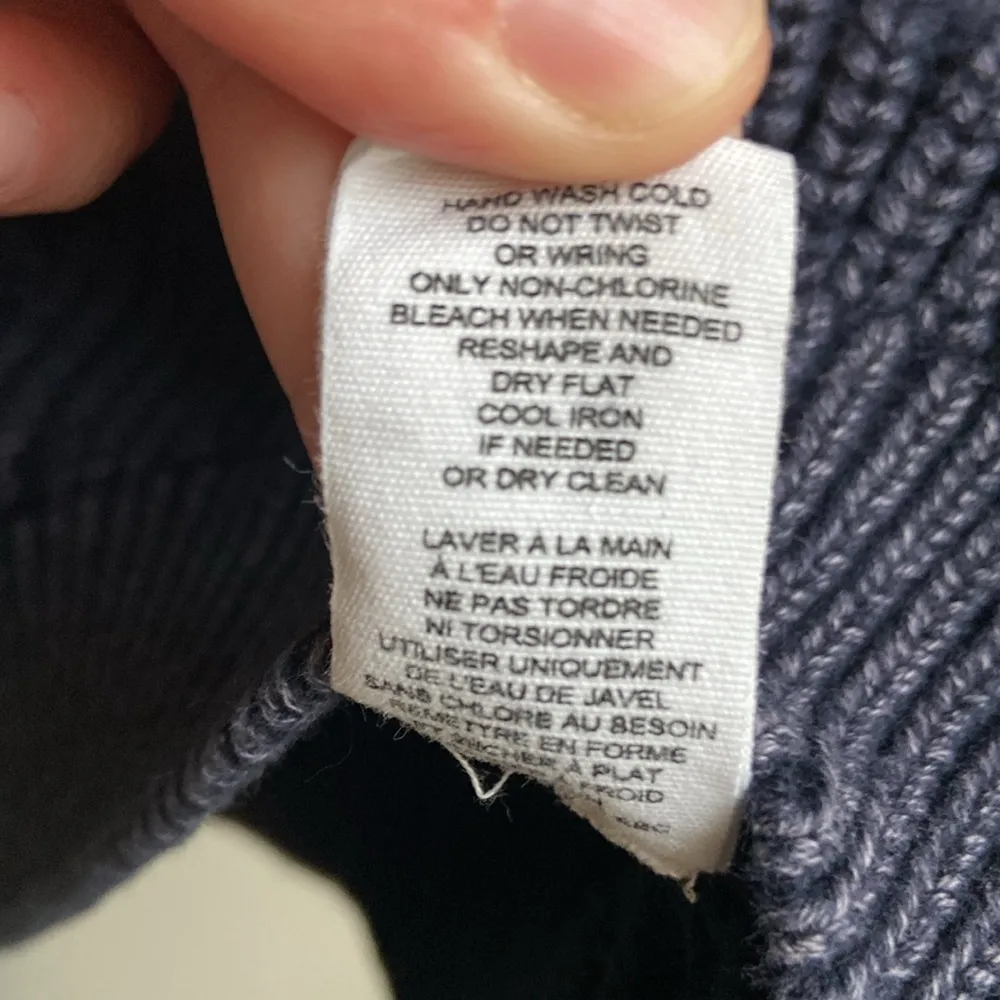 HAND WASH COLD
DO NOT TWIST
OR WRING
ONLY NON-CHLORINE
BLEACH WHEN NEEDED
RESHAPE AND
DRY FLAT
COOL IRON
IF NEEDED
OR DRY CLEAN
LAVER A LA MAIN
À L'EAU FROIDE
NE PAS TORDRE
NI TORSIONNER
UTILISER UNIQUEMENT
DE L'EAU DE JAVEL
SANS CHLORE AU BESOIN
REMETTRE EN FORME
À PLAT
FROID